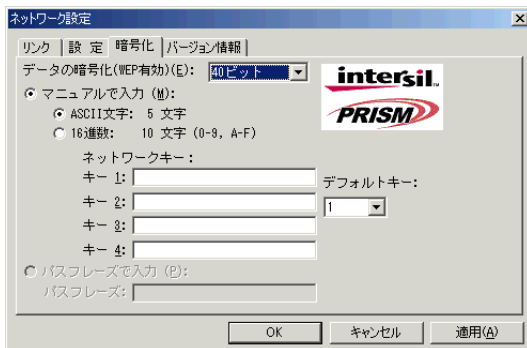 ネットワーク設定
リンク
設 定
暗号化
バージョン情報
データの暗号化(WEP有効)(E): 40ビット
intersil.
PRISM
マニュアルで入力 (M):
ASCII文字: 5 文字
16進数: 10 文字 (0-9, A-F)
ネットワークキー:
キー 1:
キー 2:
キー 3:
キー 4:
デフォルトキー:
1
パスフレーズで入力 (P):
パスフレーズ:
OK
キャンセル
適用(A)